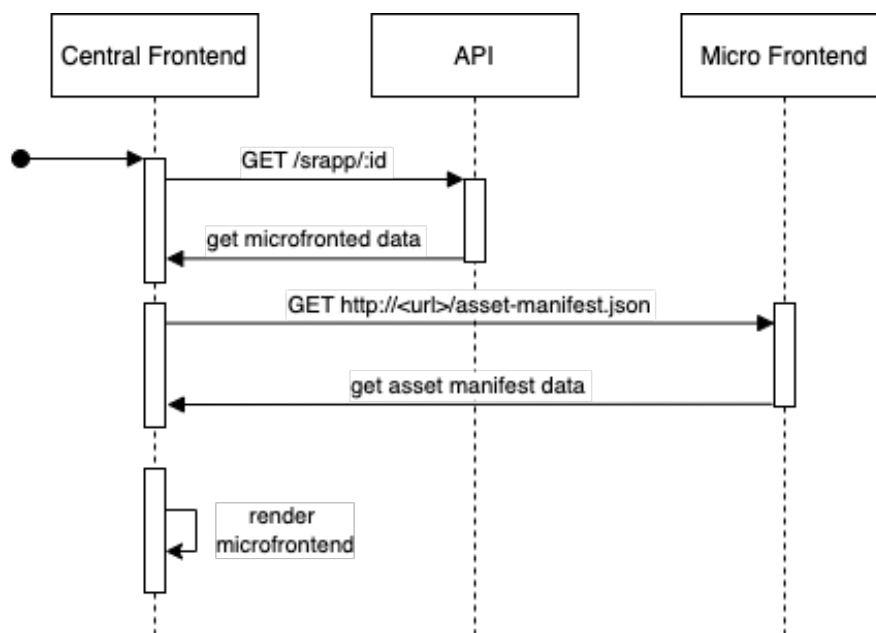 Central Frontend
API
Micro Frontend
GET /srapp/:id
get microfronted data
GET http://<url>/asset-manifest.json
get asset manifest data
render
microfrontend